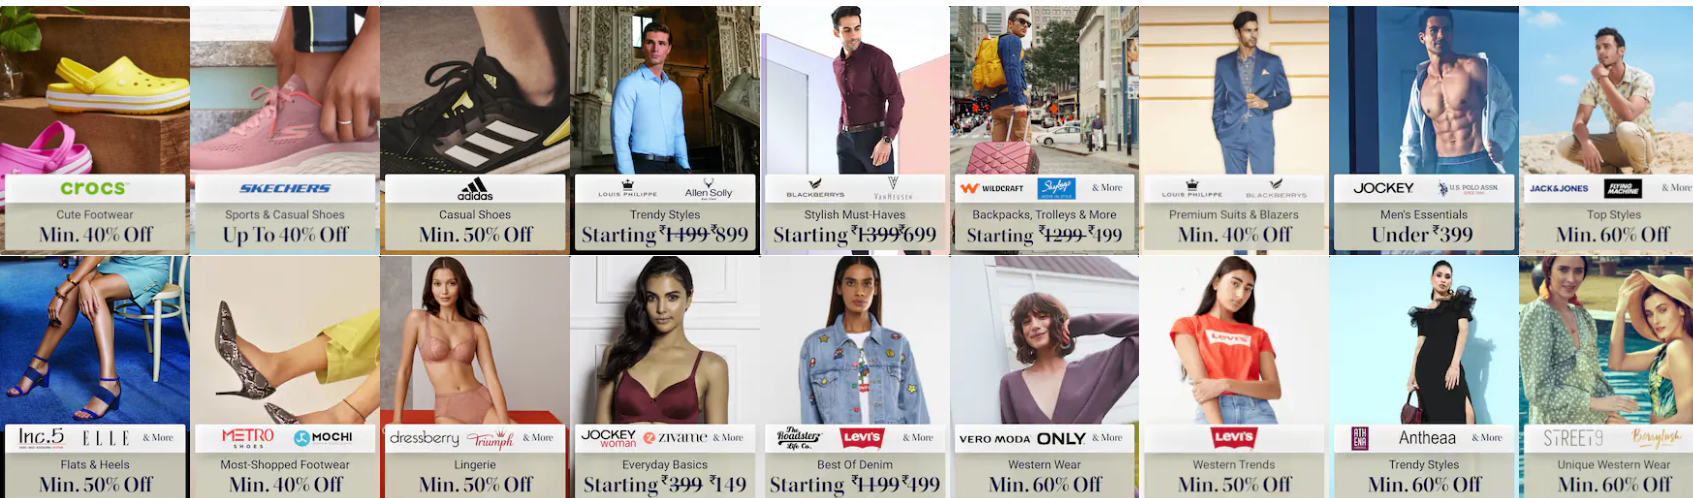 crocs™
Cute Footwear
Min. 40% Off
SKECHERS
Sports & Casual Shoes
Up To 40% Off
adidas
Casual Shoes
Min. 50% Off
LOUIS PHILIPPE Allen Solly
Trendy Styles
Starting ₹1499 ₹899
BLACKBERRYS VAN HEUSEN
Stylish Must-Haves
Starting ₹1399 ₹699
WILDCRAFT Skybags & More
Backpacks, Trolleys & More
Starting ₹1299 ₹499
LOUIS PHILIPPE BLACKBERRYS
Premium Suits & Blazers
Min. 40% Off
JOCKEY U.S. POLO ASSN.
Men's Essentials
Under ₹399
JACK&JONES FLYING MACHINE & More
Top Styles
Min. 60% Off
Inc.5 ELLE & More
Flats & Heels
Min. 50% Off
METRO SHOES MOCHI
Most-Shopped Footwear
Min. 40% Off
dressberry Triumph & More
Lingerie
Min. 50% Off
JOCKEY woman zivame & More
Everyday Basics
Starting ₹399 ₹149
The Roadster Life Co. LEVI'S & More
Best Of Denim
Starting ₹1199 ₹499
VERO MODA ONLY & More
Western Wear
Min. 60% Off
LEVI'S
Western Trends
Min. 50% Off
ATHENA Antheaa & More
Trendy Styles
Min. 60% Off
STREET9 Berrylush
Unique Western Wear
Min. 60% Off